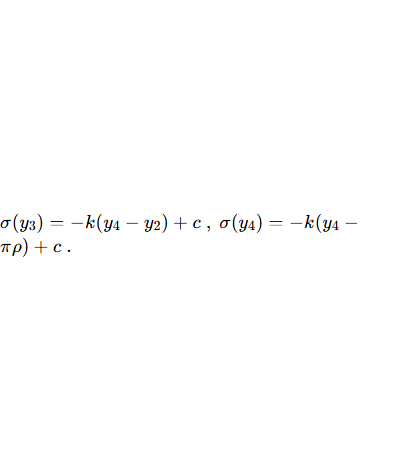 σ(y₃) = −k(y₄ − y₂) + c , σ(y₄) = −k(y₄ −
πρ) + c .